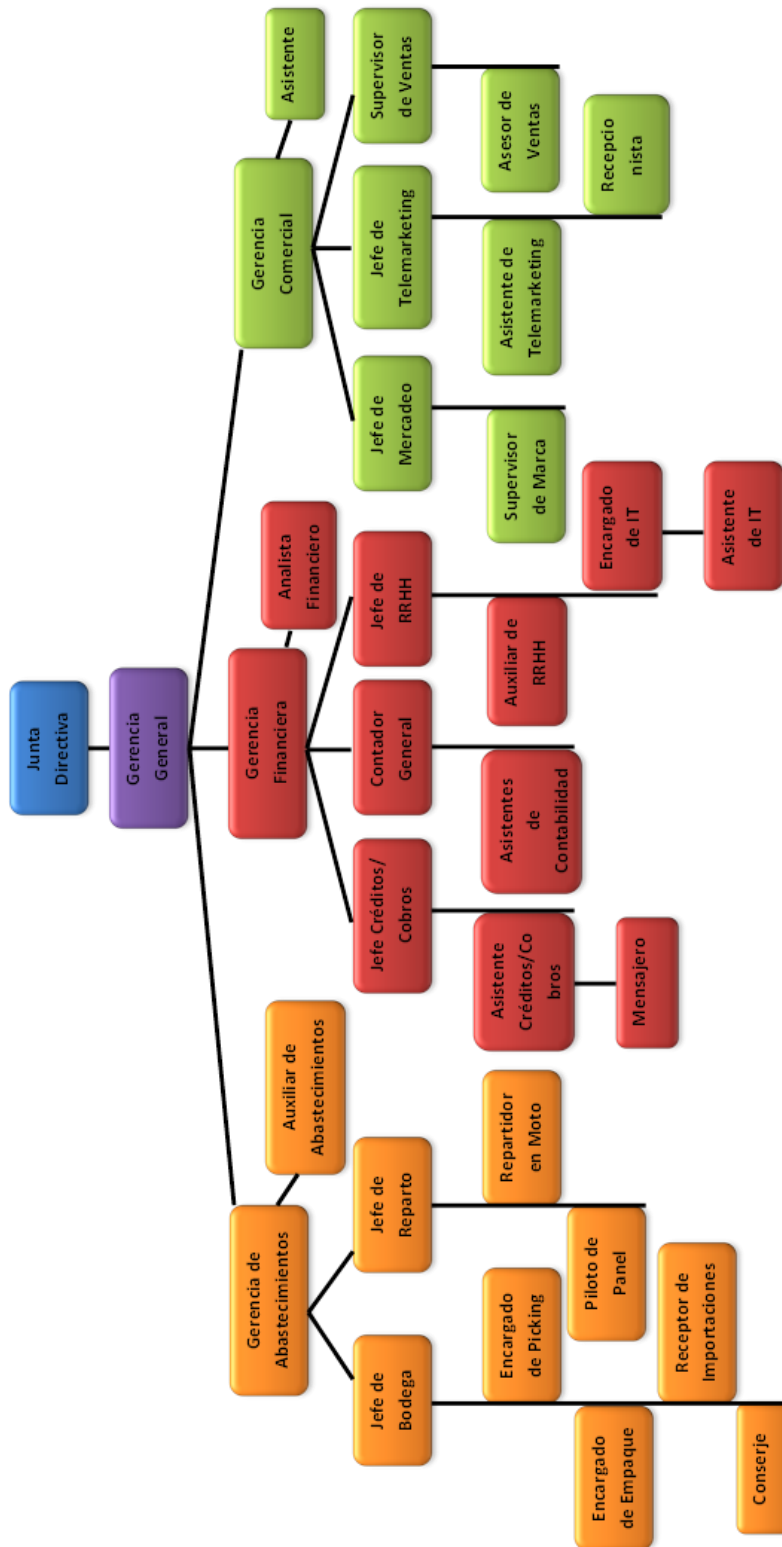 Junta
Directiva
Gerencia
General
Gerencia de
Abastecimientos
Auxiliar de
Abastecimientos
Gerencia
Financiera
Analista
Financiero
Gerencia
Comercial
Asistente
Jefe de
Bodega
Jefe de
Reparto
Jefe Créditos/
Cobros
Contador
General
Jefe de
RRHH
Jefe de
Mercadeo
Jefe de
Telemarketing
Supervisor
de Ventas
Encargado
de Picking
Encargado
de Empaque
Receptor de
Importaciones
Conserje
Repartidor
en Moto
Piloto de
Panel
Asistente
Créditos/Co
bros
Mensajero
Asistentes
de
Contabilidad
Auxiliar de
RRHH
Encargado
de IT
Asistente
de IT
Supervisor
de Marca
Asistente de
Telemarketing
Recepcio
nista
Asesor de
Ventas